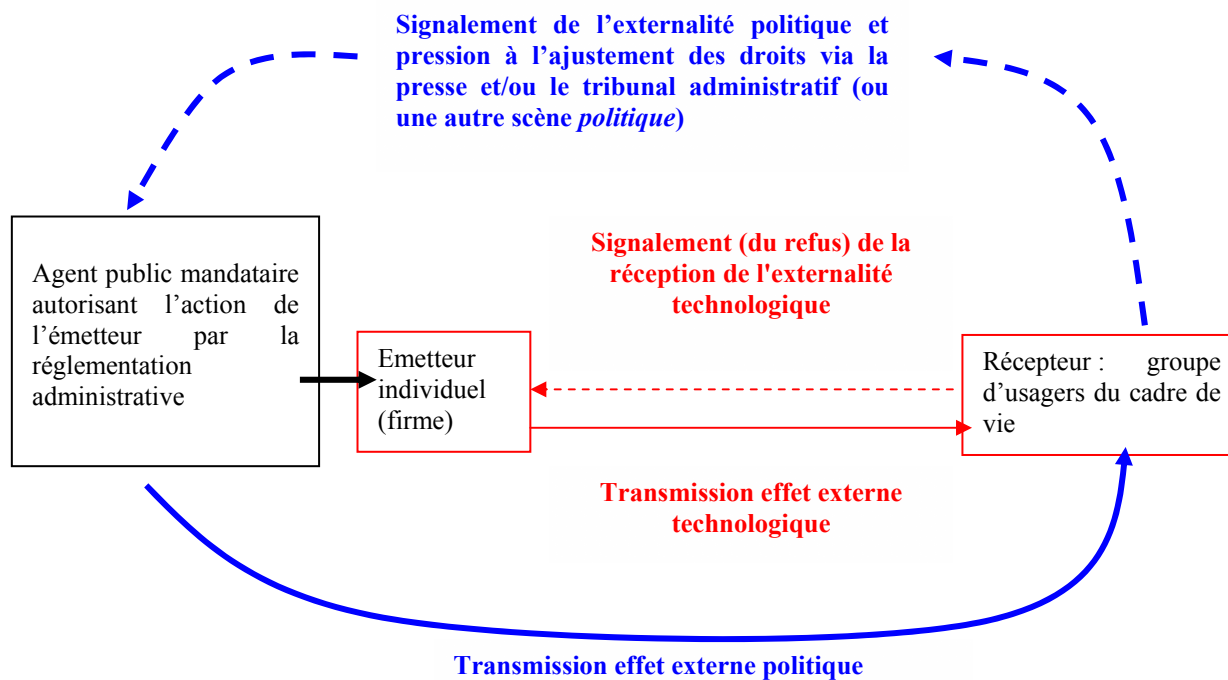 Signalement de l’externalité politique et
pression à l’ajustement des droits via la
presse et/ou le tribunal administratif (ou
une autre scène politique)
Agent public mandataire
autorisant l’action de
l’émetteur par la
réglementation
administrative
Emetteur
individuel
(firme)
Signalement (du refus) de la
réception de l'externalité
technologique
Récepteur : groupe
d’usagers du cadre de
vie
Transmission effet externe
technologique
Transmission effet externe politique